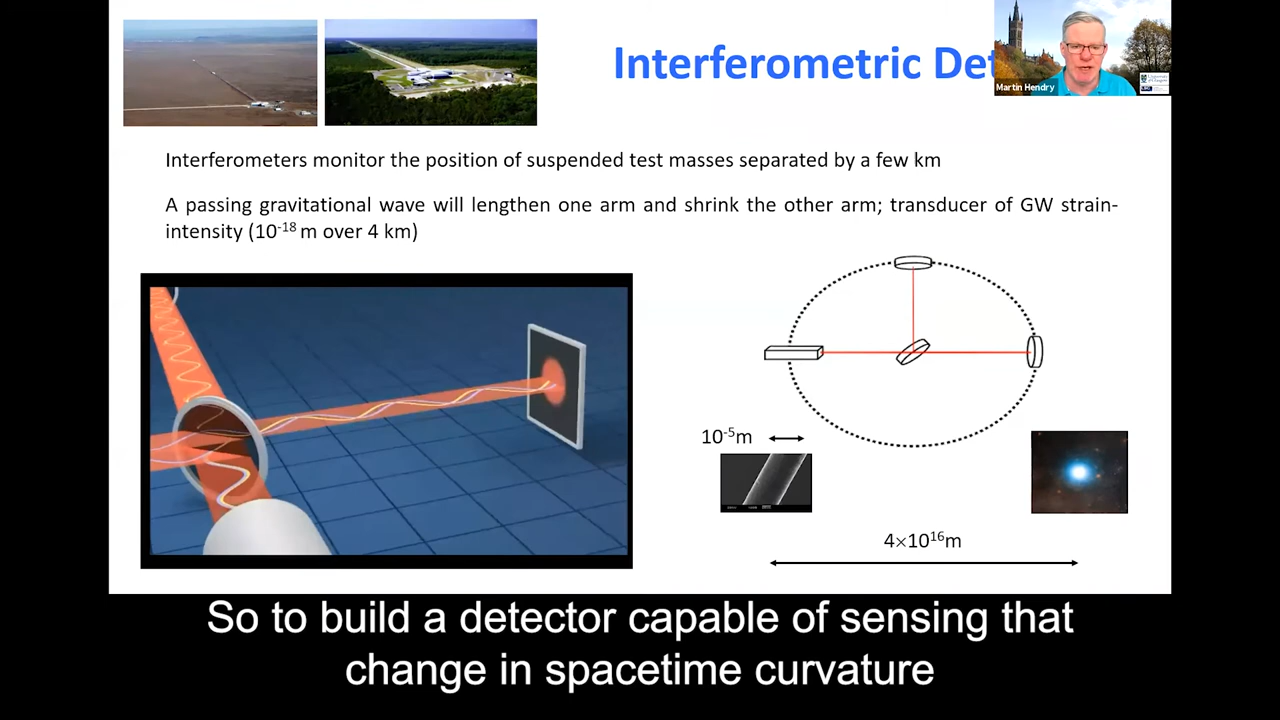 Interferometric Det
Martin Hendry
Interferometers monitor the position of suspended test masses separated by a few km
A passing gravitational wave will lengthen one arm and shrink the other arm; transducer of GW strain-
intensity (10⁻¹⁸ m over 4 km)
10⁻⁵m
4×10¹⁶m
So to build a detector capable of sensing that
change in spacetime curvature